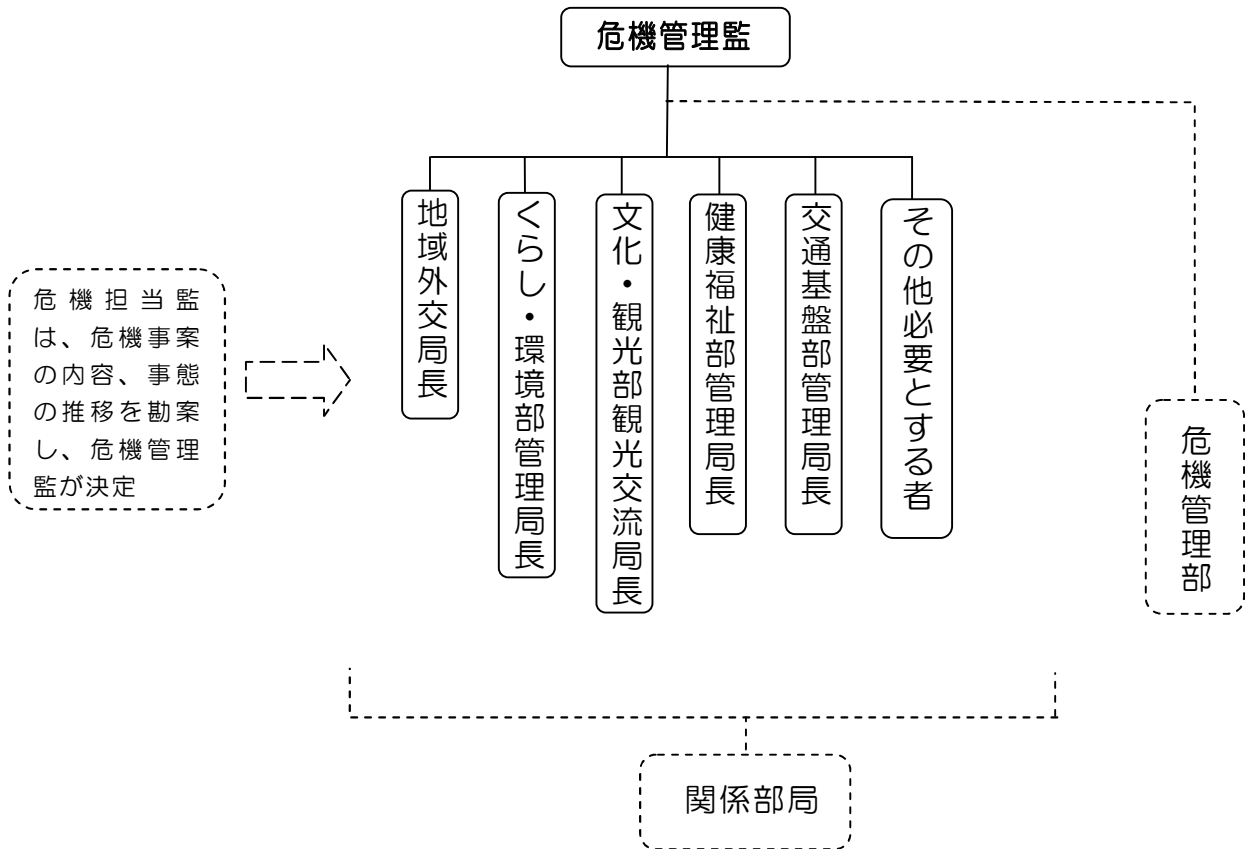 危機管理監
地域外交局長
くらし・環境部管理局長
文化・観光部観光交流局長
健康福祉部管理局長
交通基盤部管理局長
その他必要とする者
危機担当監
は、危機事案
の内容、事態
の推移を勘案
し、危機管理
監が決定
危機管理部
関係部局